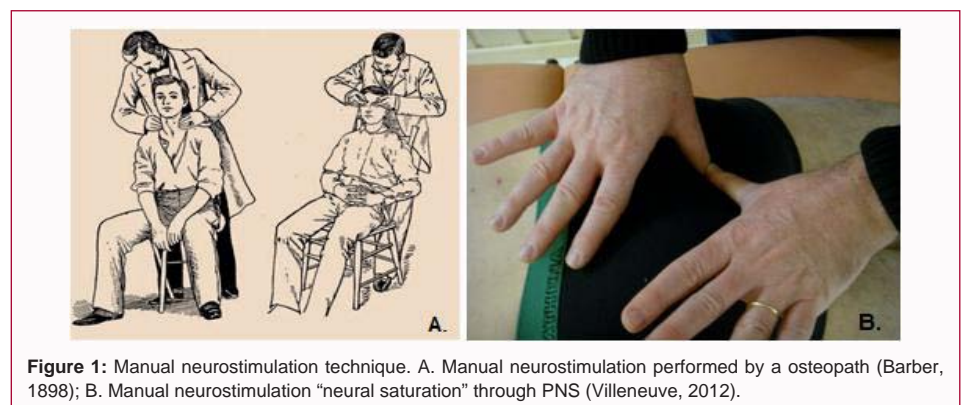 A.
B.
Figure 1: Manual neurostimulation technique. A. Manual neurostimulation performed by a osteopath (Barber,
1898); B. Manual neurostimulation “neural saturation” through PNS (Villeneuve, 2012).